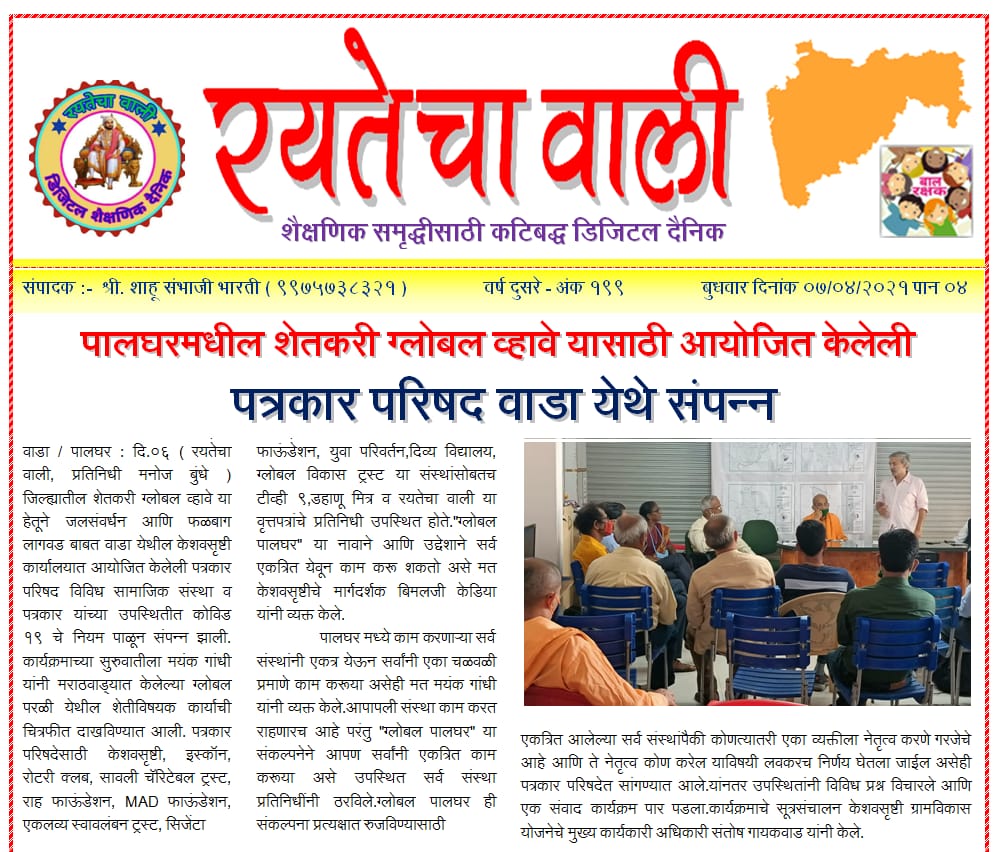 रयतेचा वाली
डिजिटल शैक्षणिक दैनिक
रयतेचा वाली
शैक्षणिक समृद्धीसाठी कटिबद्ध डिजिटल दैनिक
बाल
रक्षक
संपादक :- श्री. शाहू संभाजी भारती ( ९९७५७३८३२१ ) वर्ष दुसरे - अंक १९९ बुधवार दिनांक ०७/०४/२०२१ पान ०४
पालघरमधील शेतकरी ग्लोबल व्हावे यासाठी आयोजित केलेली
पत्रकार परिषद वाडा येथे संपन्न
वाडा / पालघर : दि.०६ ( रयतेचा
वाली, प्रतिनिधी मनोज बुंधे )
जिल्ह्यातील शेतकरी ग्लोबल व्हावे या
हेतूने जलसंवर्धन आणि फळबाग
लागवड बाबत वाडा येथील केशवसृष्टी
कार्यालयात आयोजित केलेली पत्रकार
परिषद विविध सामाजिक संस्था व
पत्रकार यांच्या उपस्थितीत कोविड
१९ चे नियम पाळून संपन्न झाली.
कार्यक्रमाच्या सुरुवातीला मयंक गांधी
यांनी मराठवाड्यात केलेल्या ग्लोबल
परळी येथील शेतीविषयक कार्याची
चित्रफीत दाखविण्यात आली. पत्रकार
परिषदेसाठी केशवसृष्टी, इस्कॉन,
रोटरी क्लब, सावली चॅरिटेबल ट्रस्ट,
राह फाऊंडेशन, MAD फाऊंडेशन,
एकलव्य स्वावलंबन ट्रस्ट, सिजेंटा
फाऊंडेशन, युवा परिवर्तन,दिव्य विद्यालय,
ग्लोबल विकास ट्रस्ट या संस्थांसोबतच
टीव्ही ९,डहाणू मित्र व रयतेचा वाली या
वृत्तपत्रांचे प्रतिनिधी उपस्थित होते."ग्लोबल
पालघर" या नावाने आणि उद्देशाने सर्व
एकत्रित येवून काम करू शकतो असे मत
केशवसृष्टीचे मार्गदर्शक बिमलजी केडिया
यांनी व्यक्त केले.
पालघर मध्ये काम करणाऱ्या सर्व
संस्थांनी एकत्र येऊन सर्वांनी एका चळवळी
प्रमाणे काम करूया असेही मत मयंक गांधी
यांनी व्यक्त केले.आपापली संस्था काम करत
राहणारच आहे परंतु "ग्लोबल पालघर" या
संकल्पनेने आपण सर्वांनी एकत्रित काम
करूया असे उपस्थित सर्व संस्था
प्रतिनिधींनी ठरविले.ग्लोबल पालघर ही
संकल्पना प्रत्यक्षात रुजविण्यासाठी
एकत्रित आलेल्या सर्व संस्थांपैकी कोणत्यातरी एका व्यक्तीला नेतृत्व करणे गरजेचे
आहे आणि ते नेतृत्व कोण करेल याविषयी लवकरच निर्णय घेतला जाईल असेही
पत्रकार परिषदेत सांगण्यात आले.यांनतर उपस्थितांनी विविध प्रश्न विचारले आणि
एक संवाद कार्यक्रम पार पडला.कार्यक्रमाचे सूत्रसंचालन केशवसृष्टी ग्रामविकास
योजनेचे मुख्य कार्यकारी अधिकारी संतोष गायकवाड यांनी केले.